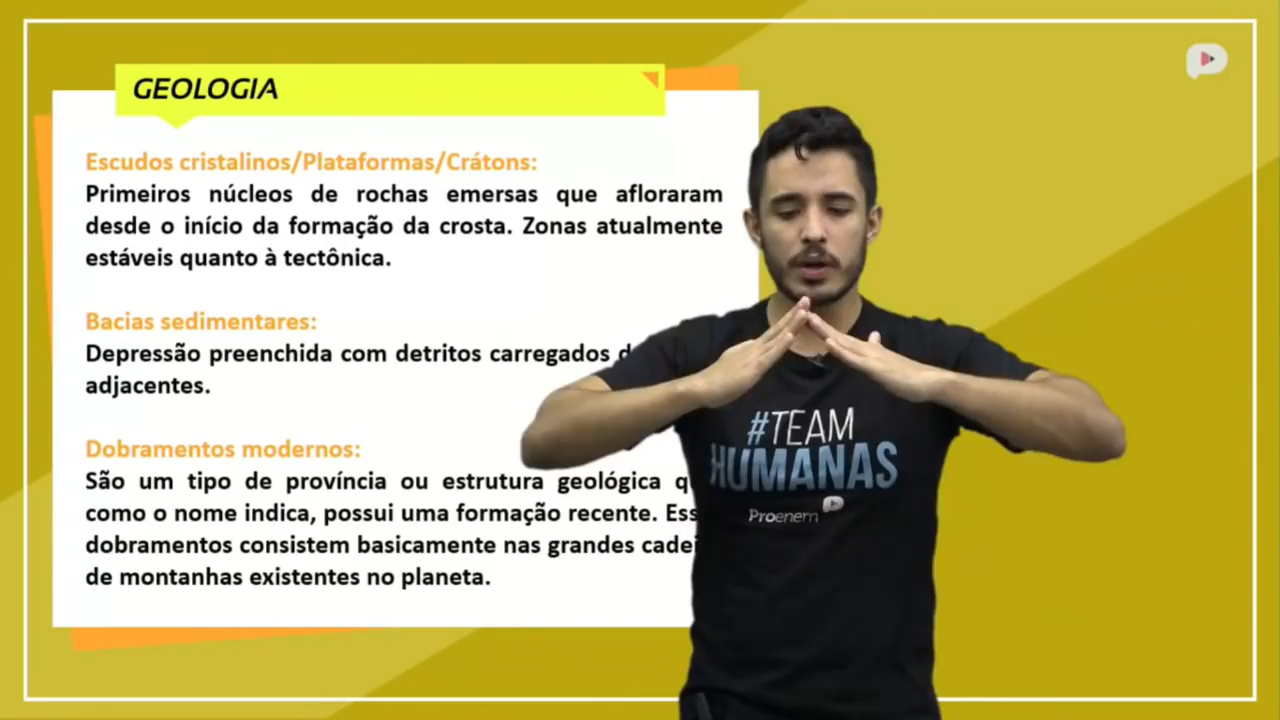 GEOLOGIA
Escudos cristalinos/Plataformas/Crátons:
Primeiros núcleos de rochas emersas que afloraram
desde o início da formação da crosta. Zonas atualmente
estáveis quanto à tectônica.
Bacias sedimentares:
Depressão preenchida com detritos carregados
adjacentes.
Dobramentos modernos:
São um tipo de província ou estrutura geológica
como o nome indica, possui uma formação recente.
dobramentos consistem basicamente nas grandes
de montanhas existentes no planeta.
#TEAM
HUMANAS
Proenem